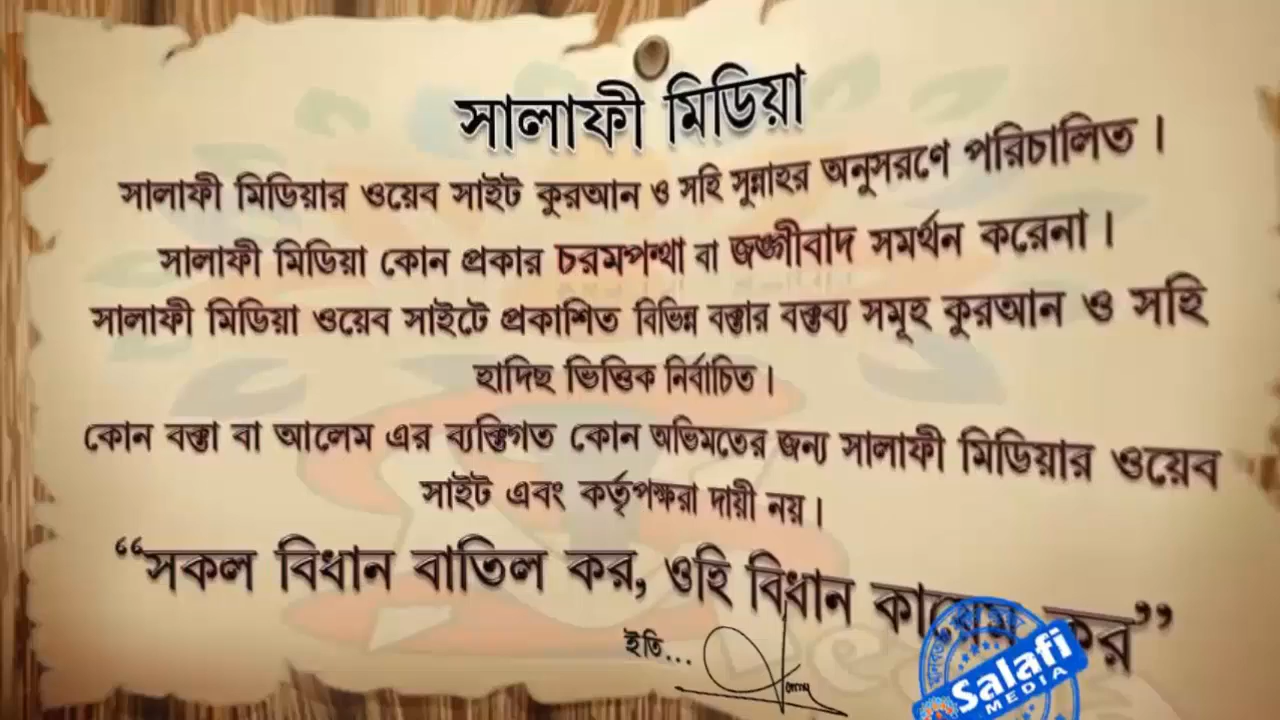 সালাফী মিডিয়া
সালাফী মিডিয়ার ওয়েব সাইট কুরআন ও সহি সুন্নাহর অনুসরণে পরিচালিত ।
সালাফী মিডিয়া কোন প্রকার চরমপন্থা বা জঙ্গীবাদ সমর্থন করেনা ।
সালাফী মিডিয়া ওয়েব সাইটে প্রকাশিত বিভিন্ন বক্তার বক্তব্য সমূহ কুরআন ও সহি
হাদিছ ভিত্তিক নির্বাচিত ।
কোন বক্তা বা আলেম এর ব্যক্তিগত কোন অভিমতের জন্য সালাফী মিডিয়ার ওয়েব
সাইট এবং কর্তৃপক্ষরা দায়ী নয় ।
“সকল বিধান বাতিল কর, ওহি বিধান কায়েম কর”
ইতি...
Salafi
MEDIA